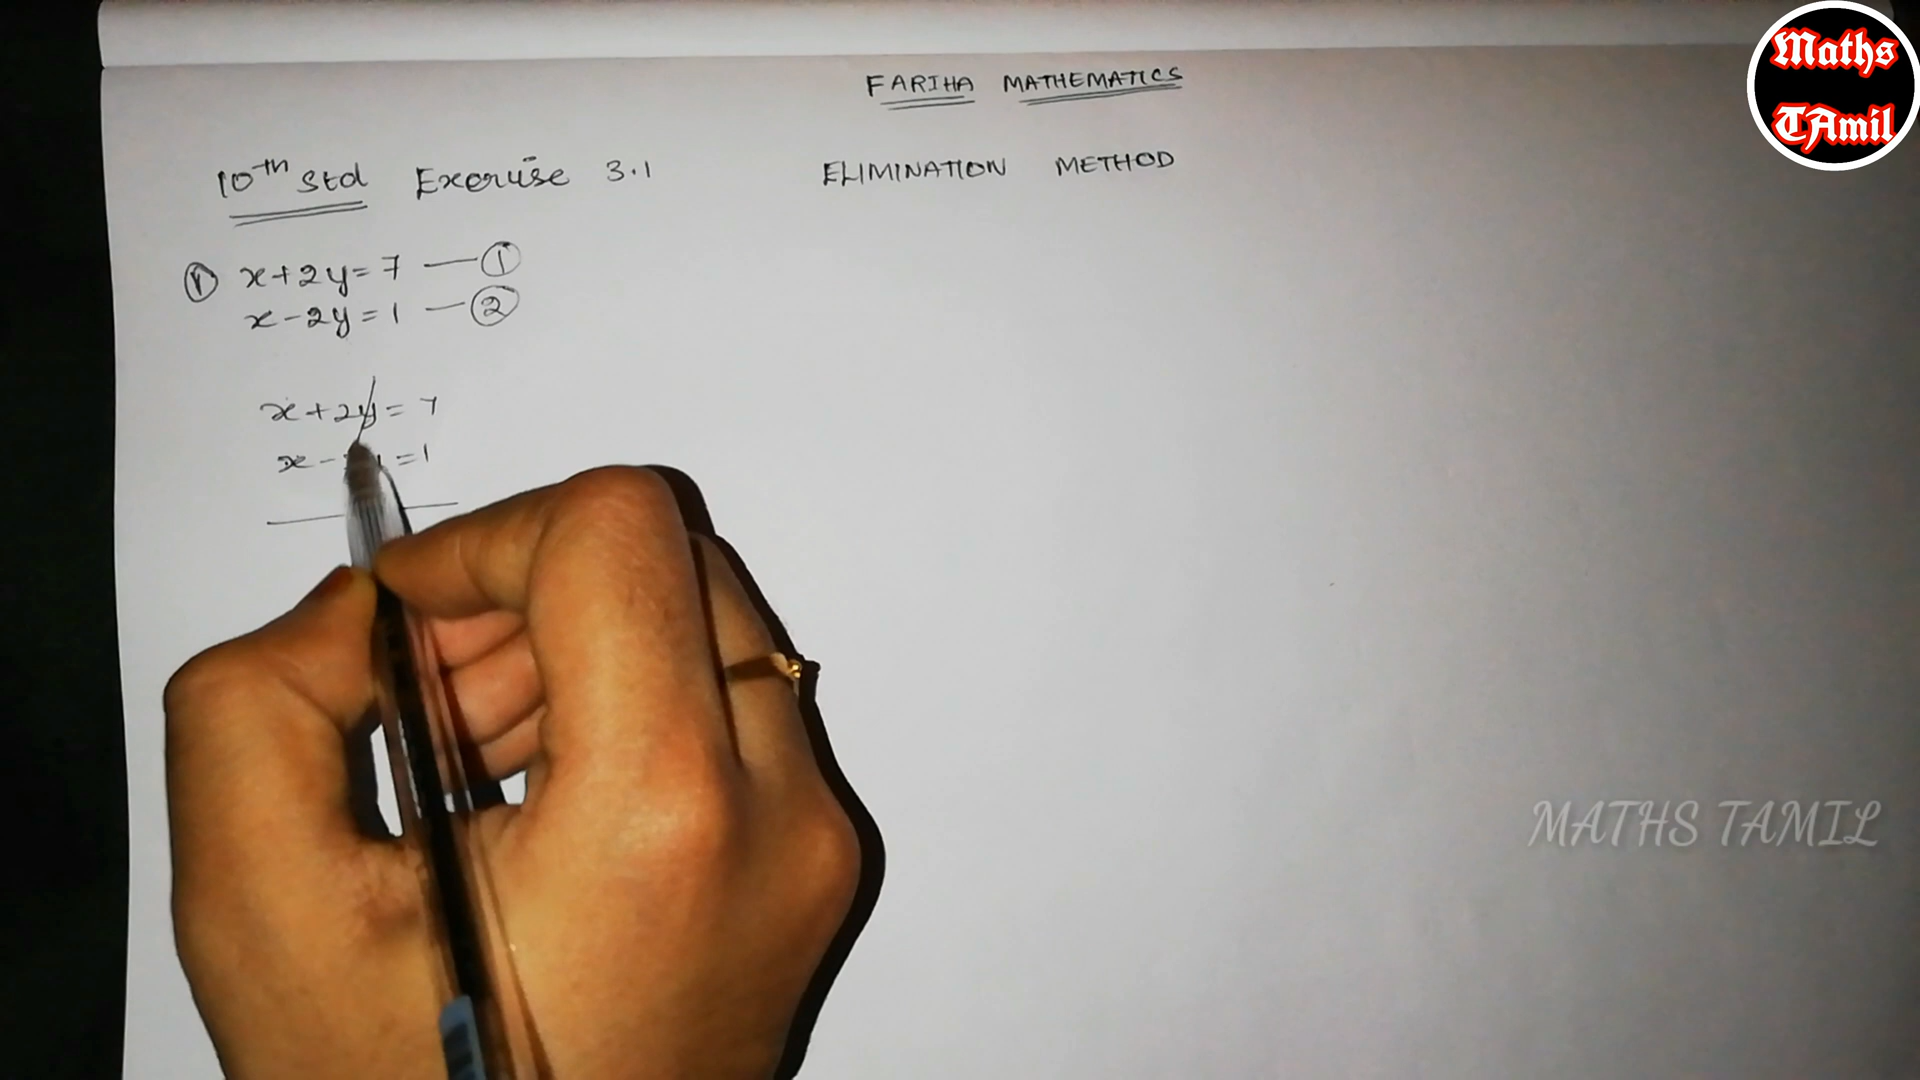 Maths
TAmil
FARIHA MATHEMATICS
10th Std Exercise 3.1
ELIMINATION METHOD
① x+2y=7 —①
x-2y=1 —②
x+2y=7
x- =1
MATHS TAMIL